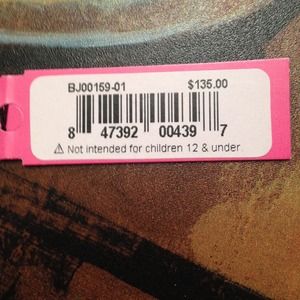 BJ00159-01 $135.00
8 47392 00439 7
⚠ Not intended for children 12 & under.